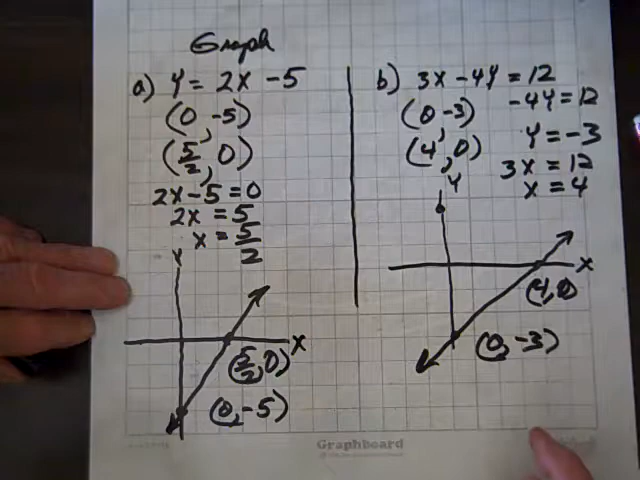 Graph
a) y = 2x - 5
(0, -5)
(5/2, 0)
2x - 5 = 0
2x = 5
x = 5/2
y
x
(5/2, 0)
(0, -5)
b) 3x - 4y = 12
(0, -3)
-4y = 12
y = -3
(4, 0)
3x = 12
x = 4
y
x
(4, 0)
(0, -3)
Graphboard